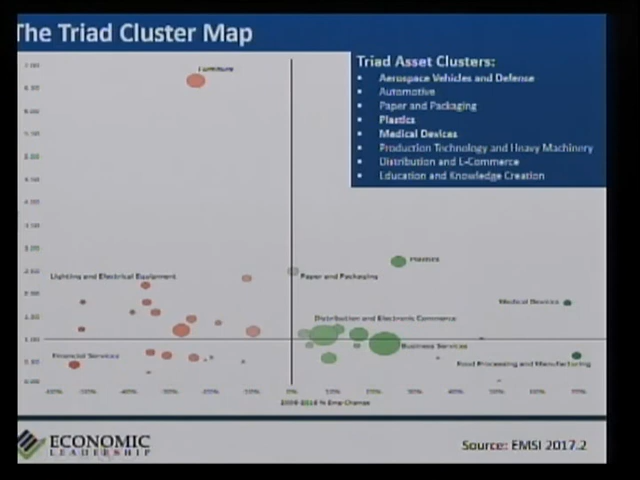 The Triad Cluster Map
Triad Asset Clusters:
Aerospace Vehicles and Defense
Automotive
Paper and Packaging
Plastics
Medical Devices
Production Technology and Heavy Machinery
Distribution and E-Commerce
Education and Knowledge Creation
Furniture
Plastics
Lighting and Electrical Equipment
Paper and Packaging
Medical Devices
Distribution and Electronic Commerce
Business Services
Financial Services
Food Processing and Manufacturing
% Emp Change
ECONOMIC
LEADERSHIP
Source: EMSI 2017.2